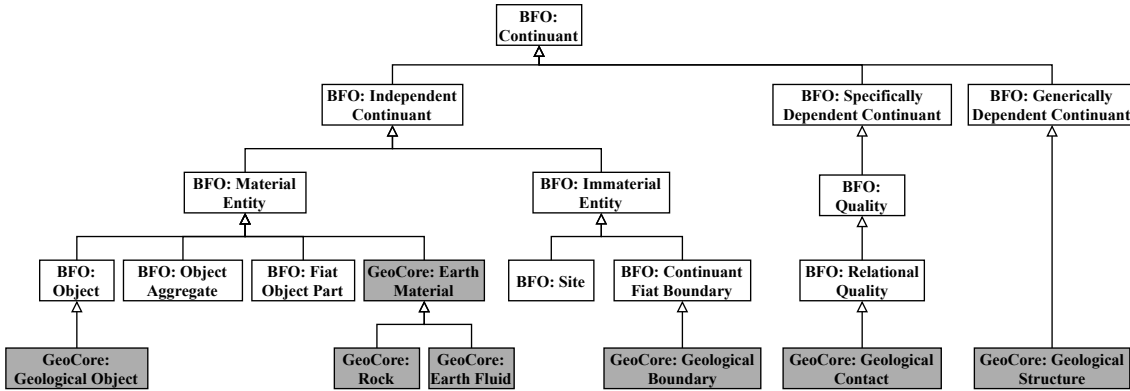 BFO:
Continuant
BFO: Independent
Continuant
BFO: Specifically
Dependent Continuant
BFO: Generically
Dependent Continuant
BFO: Material
Entity
BFO: Immaterial
Entity
BFO:
Quality
BFO:
Object
BFO: Object
Aggregate
BFO: Fiat
Object Part
GeoCore: Earth
Material
BFO: Site
BFO: Continuant
Fiat Boundary
BFO: Relational
Quality
GeoCore:
Geological Object
GeoCore:
Rock
GeoCore:
Earth Fluid
GeoCore: Geological
Boundary
GeoCore: Geological
Contact
GeoCore: Geological
Structure